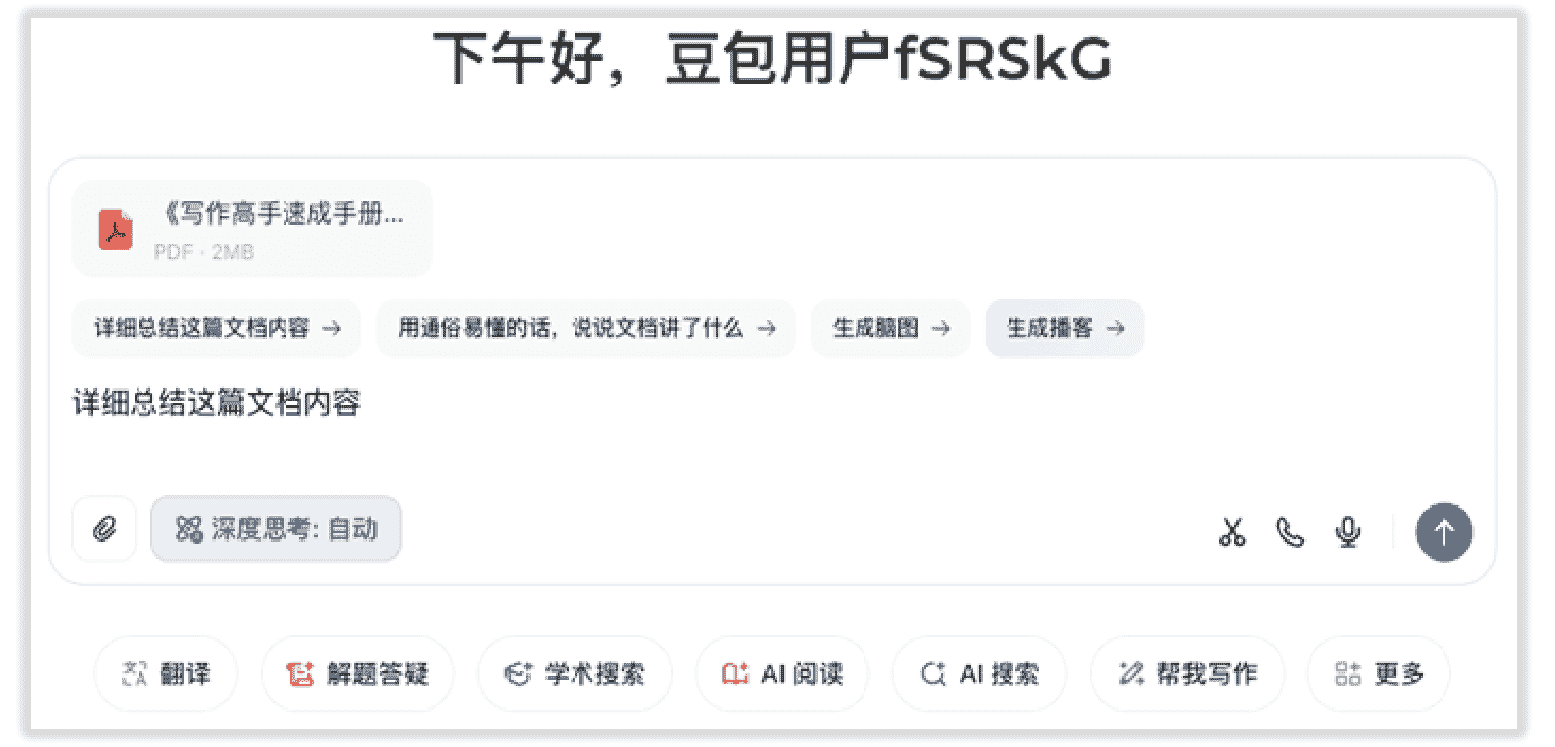 下午好，豆包用户fSRSkG
《写作高手速成手册...
PDF · 2MB
详细总结这篇文档内容 → 用通俗易懂的话，说说文档讲了什么 → 生成脑图 → 生成播客 →
详细总结这篇文档内容
深度思考: 自动
翻译 解题答疑 学术搜索 AI 阅读 AI 搜索 帮我写作 更多